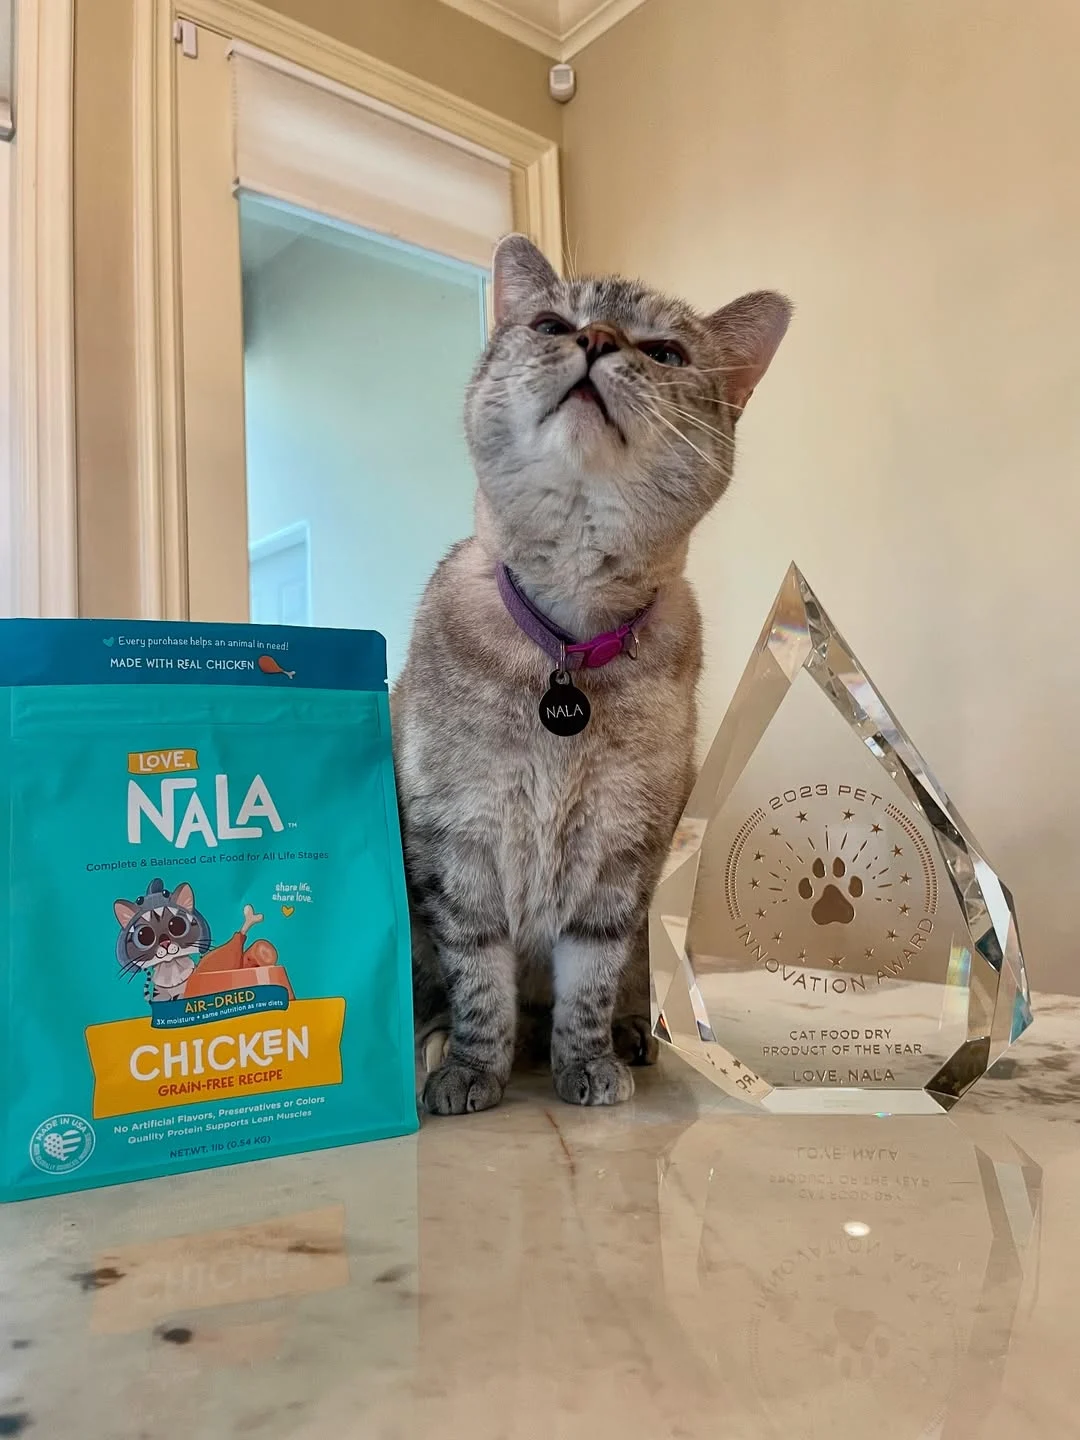 Every purchase helps an animal in need!
MADE WITH REAL CHICKEN
LOVE,
NALA™
Complete & Balanced Cat Food for All Life Stages
share life.
share love.
AIR-DRIED
3X moisture + same nutrition as raw diets
CHICKEN
GRAIN-FREE RECIPE
No Artificial Flavors, Preservatives or Colors
Quality Protein Supports Lean Muscles
NET WT. 1lb (0.54 KG)
MADE IN USA
NALA
2023 PET
INNOVATION AWARD
CAT FOOD DRY
PRODUCT OF THE YEAR
LOVE, NALA